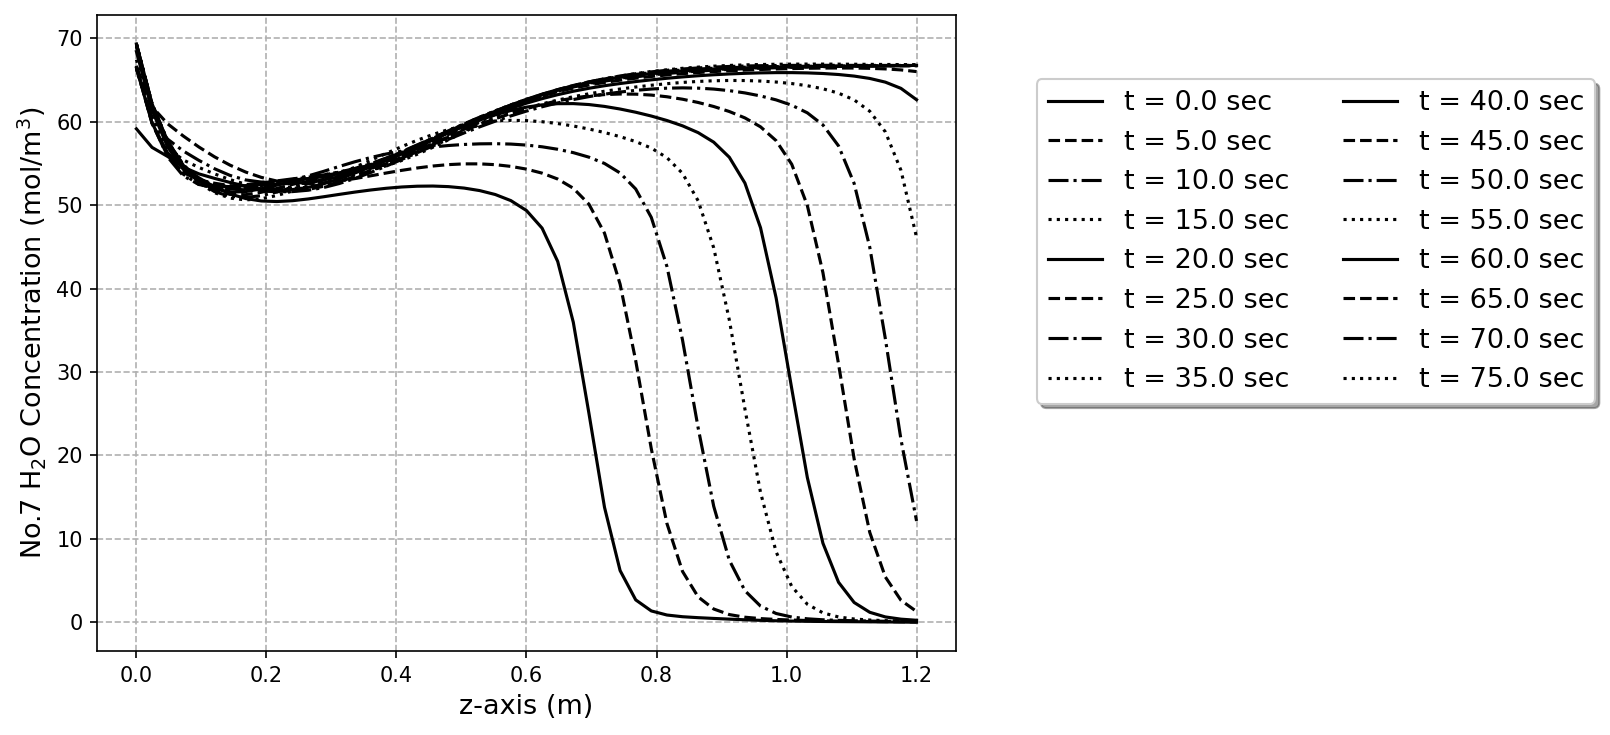 No.7 H₂O Concentration (mol/m³)
70
60
50
40
30
20
10
0
0.0 0.2 0.4 0.6 0.8 1.0 1.2
z-axis (m)
t = 0.0 sec
t = 5.0 sec
t = 10.0 sec
t = 15.0 sec
t = 20.0 sec
t = 25.0 sec
t = 30.0 sec
t = 35.0 sec
t = 40.0 sec
t = 45.0 sec
t = 50.0 sec
t = 55.0 sec
t = 60.0 sec
t = 65.0 sec
t = 70.0 sec
t = 75.0 sec